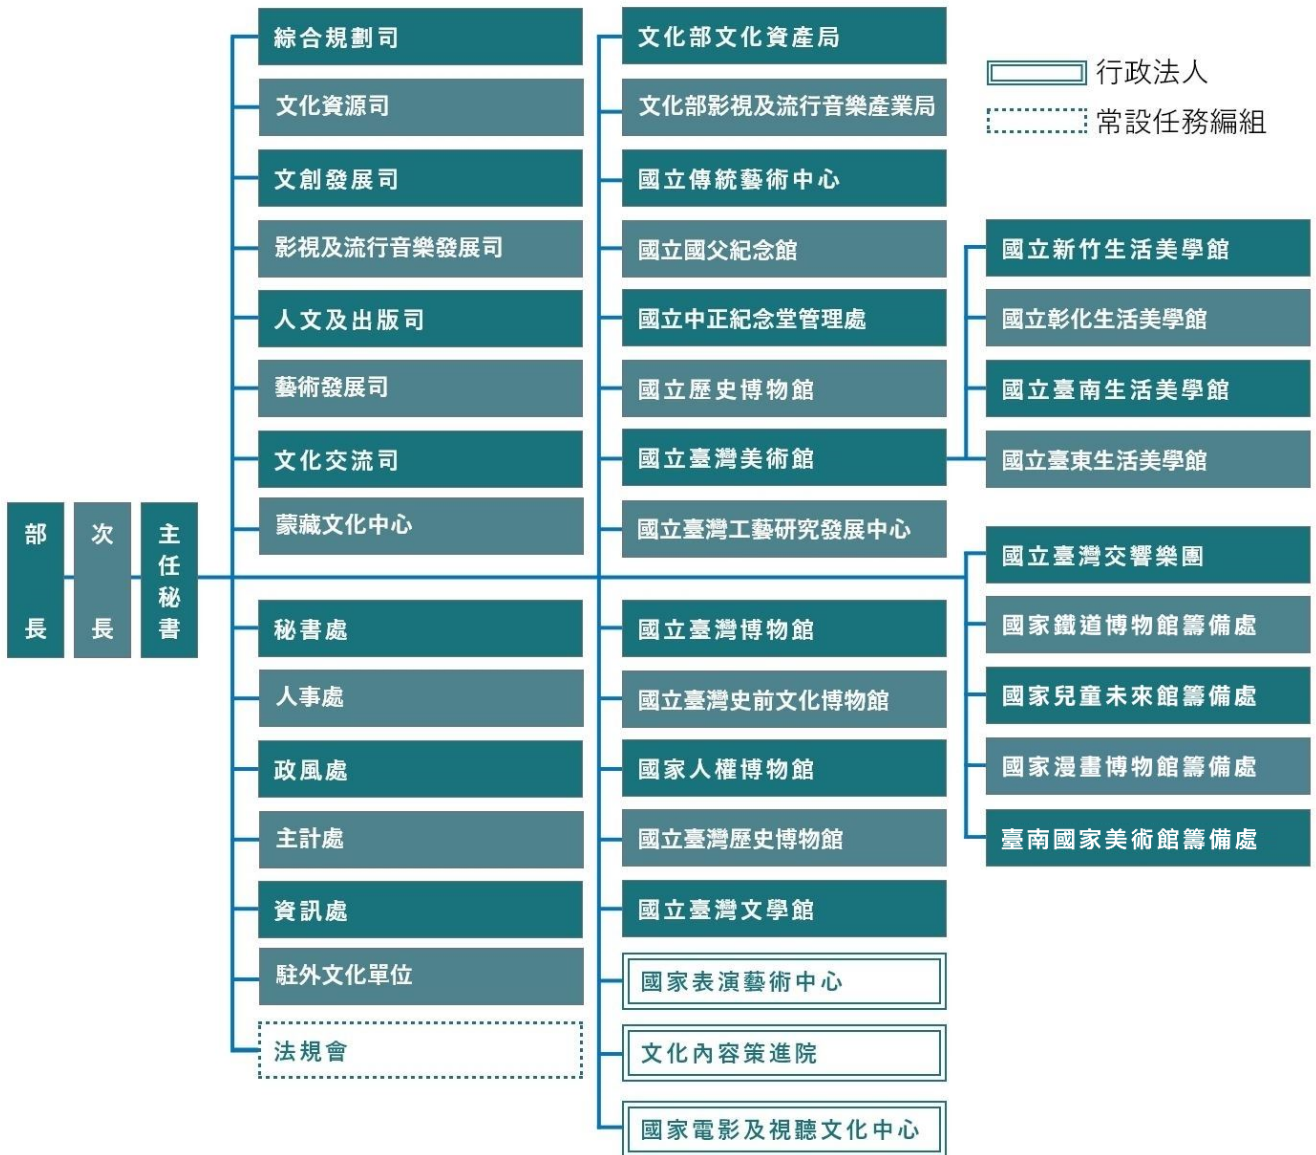 部長
次長
主任秘書
綜合規劃司
文化資源司
文創發展司
影視及流行音樂發展司
人文及出版司
藝術發展司
文化交流司
蒙藏文化中心
秘書處
人事處
政風處
主計處
資訊處
駐外文化單位
法規會
文化部文化資產局
文化部影視及流行音樂產業局
國立傳統藝術中心
國立國父紀念館
國立中正紀念堂管理處
國立歷史博物館
國立臺灣美術館
國立臺灣工藝研究發展中心
國立臺灣博物館
國立臺灣史前文化博物館
國家人權博物館
國立臺灣歷史博物館
國立臺灣文學館
國家表演藝術中心
文化內容策進院
國家電影及視聽文化中心
行政法人
常設任務編組
國立新竹生活美學館
國立彰化生活美學館
國立臺南生活美學館
國立臺東生活美學館
國立臺灣交響樂團
國家鐵道博物館籌備處
國家兒童未來館籌備處
國家漫畫博物館籌備處
臺南國家美術館籌備處